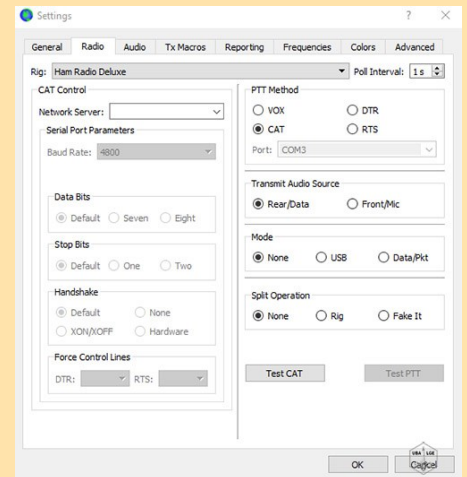 Settings
General Radio Audio Tx Macros Reporting Frequencies Colors Advanced
Rig: Ham Radio Deluxe Poll Interval: 1 s
CAT Control
Network Server:
Serial Port Parameters
Baud Rate: 4800
Data Bits
Default Seven Eight
Stop Bits
Default One Two
Handshake
Default None
XON/XOFF Hardware
Force Control Lines
DTR: RTS:
PTT Method
VOX DTR
CAT RTS
Port: COM3
Transmit Audio Source
Rear/Data Front/Mic
Mode
None USB Data/Pkt
Split Operation
None Rig Fake It
Test CAT Test PTT
OK Cancel
UBA LGE